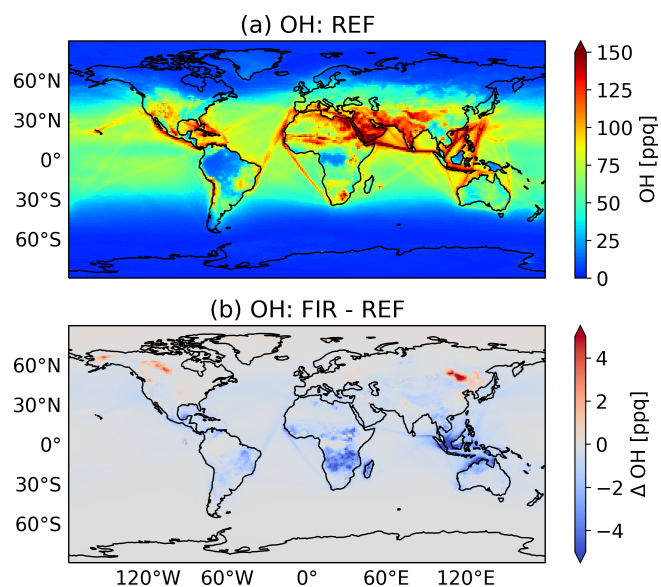 (a) OH: REF
60°N
30°N
0°
30°S
60°S
150
125
100
75
50
25
0
OH [ppq]
(b) OH: FIR - REF
60°N
30°N
0°
30°S
60°S
120°W 60°W 0° 60°E 120°E
4
2
0
−2
−4
Δ OH [ppq]